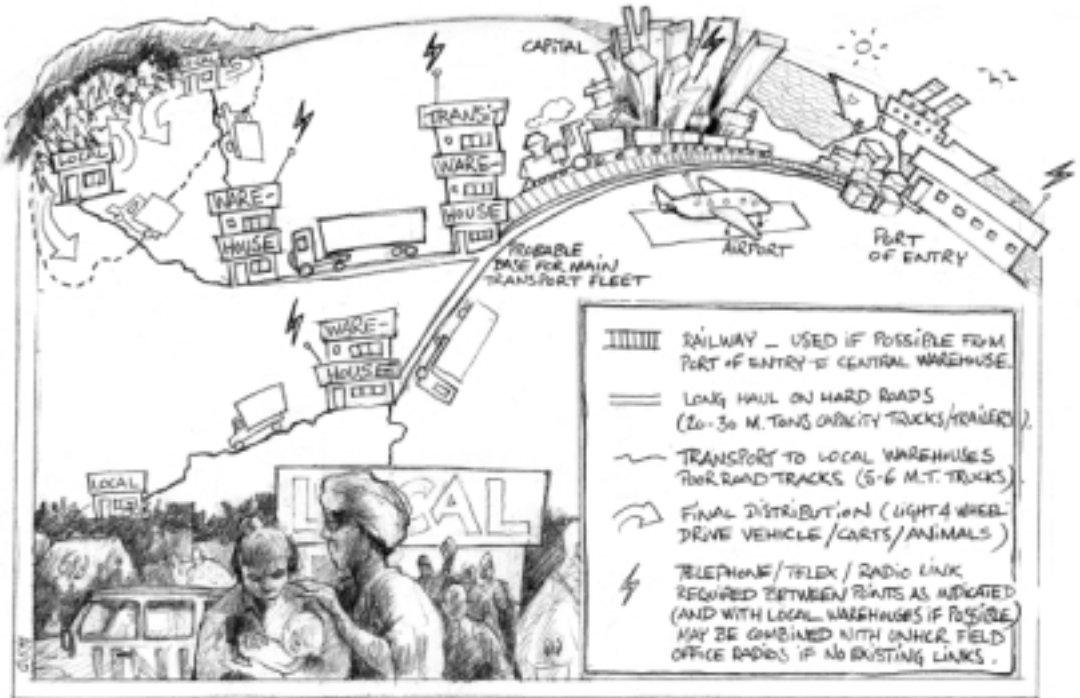 CAPITAL
TRANSIT
WARE-
HOUSE
LOCAL
WARE-
HOUSE
PROBABLE
BASE FOR MAIN
TRANSPORT FLEET
AIRPORT
PORT
OF ENTRY
WARE-
HOUSE
LOCAL
LOCAL
UN
RAILWAY _ USED IF POSSIBLE FROM
PORT OF ENTRY TO CENTRAL WAREHOUSE.
LONG HAUL ON HARD ROADS
(20-30 M.TONS CAPACITY TRUCKS/TRAILERS).
TRANSPORT TO LOCAL WAREHOUSES
POOR ROAD TRACKS (5-6 M.T. TRUCKS)
FINAL DISTRIBUTION (LIGHT 4 WHEEL
DRIVE VEHICLE / CARTS / ANIMALS)
TELEPHONE / TELEX / RADIO LINK
REQUIRED BETWEEN POINTS AS INDICATED
(AND WITH LOCAL WAREHOUSES IF POSSIBLE)
MAY BE COMBINED WITH UNHCR FIELD
OFFICE RADIOS IF NO EXISTING LINKS.